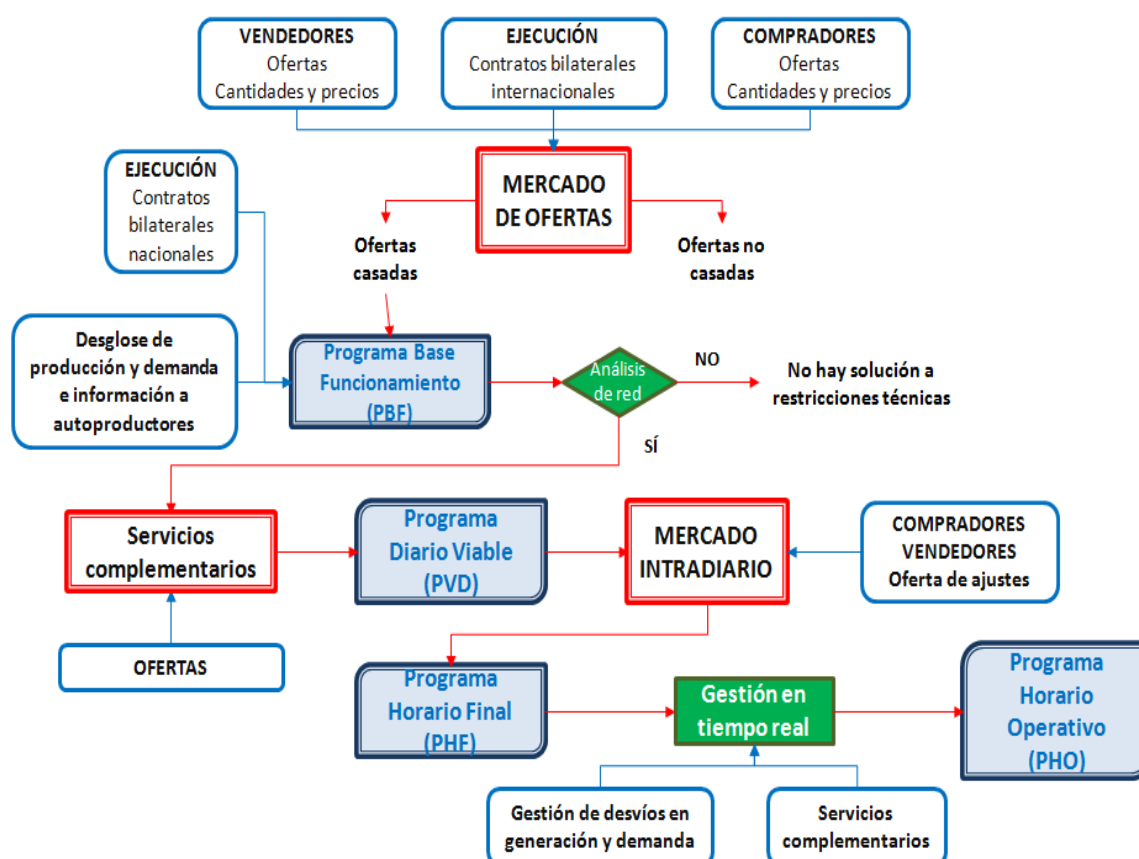 VENDEDORES
Ofertas
Cantidades y precios
EJECUCIÓN
Contratos bilaterales
internacionales
COMPRADORES
Ofertas
Cantidades y precios
EJECUCIÓN
Contratos
bilaterales
nacionales
MERCADO
DE OFERTAS
Ofertas
casadas
Ofertas no
casadas
Desglose de
producción y demanda
e información a
autoproductores
Programa Base
Funcionamiento
(PBF)
Análisis
de red
NO
No hay solución a
restricciones técnicas
SÍ
Servicios
complementarios
Programa
Diario Viable
(PVD)
MERCADO
INTRADIARIO
COMPRADORES
VENDEDORES
Oferta de ajustes
OFERTAS
Programa
Horario Final
(PHF)
Gestión en
tiempo real
Programa
Horario
Operativo
(PHO)
Gestión de desvíos en
generación y demanda
Servicios
complementarios